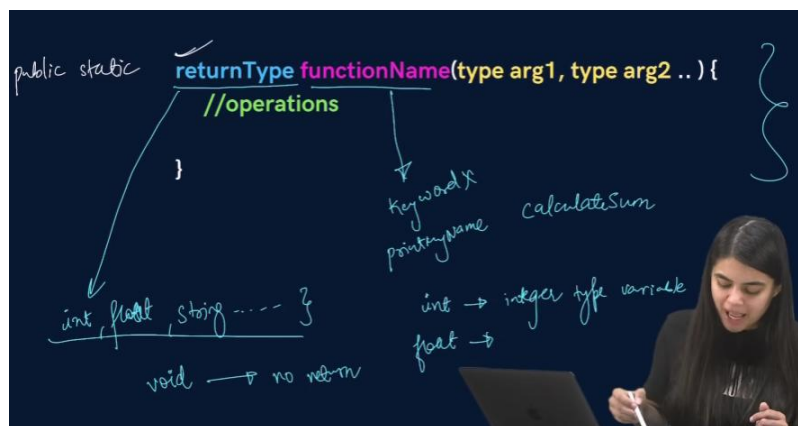 public static returnType functionName(type arg1, type arg2 .. ) {
//operations
}
Keyword X
printmyName calculateSum
int, float, string ----- }
int → integer type variable
float →
void → no return